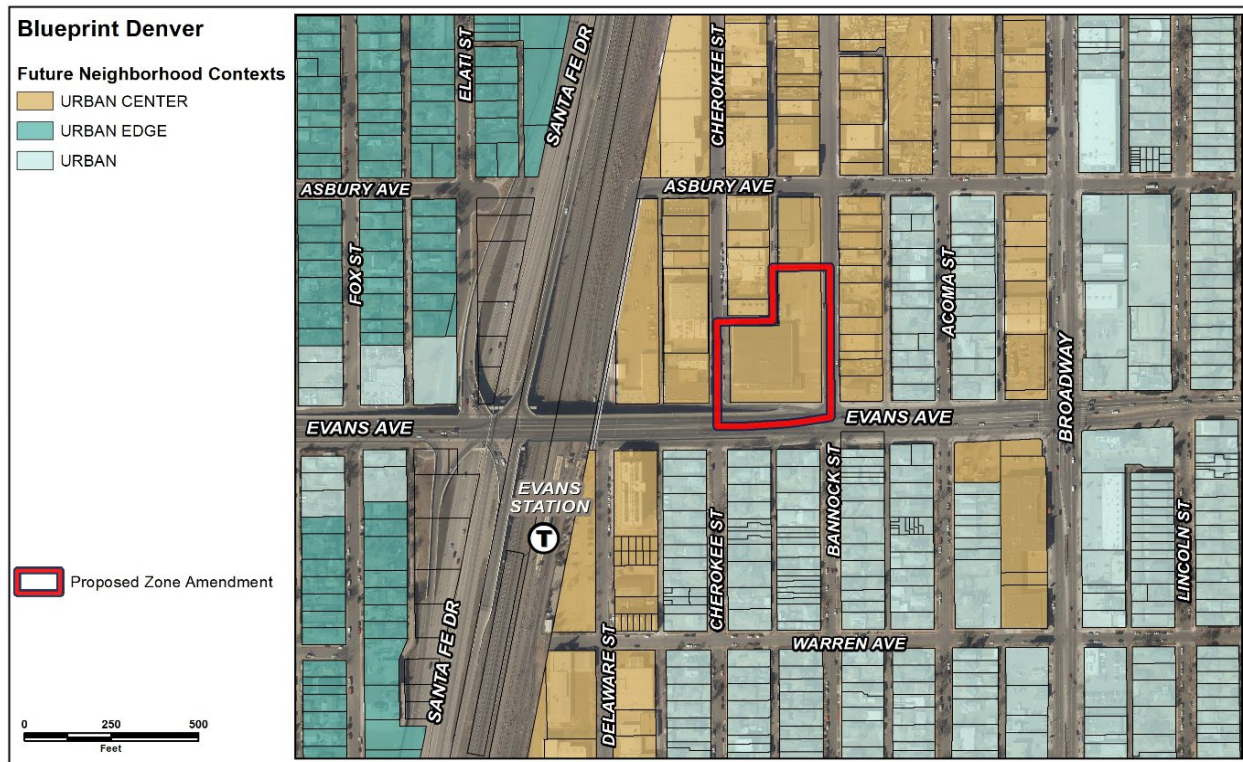 Blueprint Denver
Future Neighborhood Contexts
URBAN CENTER
URBAN EDGE
URBAN
Proposed Zone Amendment
0 250 500
Feet
ELATI ST
SANTA FE DR
CHEROKEE ST
ASBURY AVE
ASBURY AVE
FOX ST
ACOMA ST
BROADWAY
EVANS AVE
EVANS AVE
EVANS
STATION
T
CHEROKEE ST
BANNOCK ST
LINCOLN ST
SANTA FE DR
DELAWARE ST
WARREN AVE